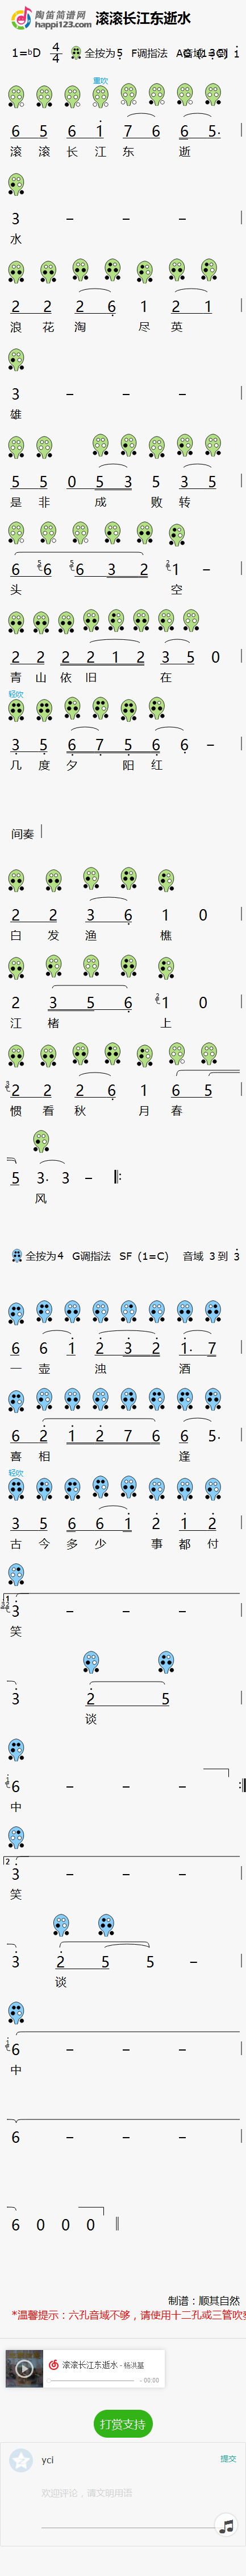 陶笛简谱网
happi123.com
滚滚长江东逝水
1=♭D 4/4 全按为5 F调指法 音域 1 到 1
重吹
6 5 6 1 7 6 6 5.
滚 滚 长 江 东 逝
3 – – –
水
2 2 2 6 1 2 1
浪 花 淘 尽 英
3 – – –
雄
5 5 0 5 3 5 3 5
是 非 成 败 转
6 6 6 3 2 1 –
头 空
2 2 2 2 1 2 3 5 0
青 山 依 旧 在
轻吹
3 5 6 7 5 6 6 –
几 度 夕 阳 红
间奏
2 2 3 6 1 0
白 发 渔 樵
2 3 5 6 1 0
江 楮 上
2 2 2 6 1 6 5
惯 看 秋 月 春
5 3. 3 –
风
全按为4 G调指法 SF (1=C) 音域 3 到 3
6 6 1 2 3 2 1. 7
一 壶 浊 酒
6 2 1 2 7 6 6 5.
喜 相 逢
轻吹
3 5 6 6 1 2 1 2
古 今 多 少 事 都 付
1
3 – – –
笑
3 2 5
谈
6 – – –
中
2
3 – – –
笑
3 2 5 5 –
谈
6 – – –
中
6 – – –
6 0 0 0
制谱：顺其自然
*温馨提示：六孔音域不够，请使用十二孔或三管吹奏
滚滚长江东逝水 - 杨洪基
- 00:00
打赏支持
yci
提交
欢迎评论，请文明用语